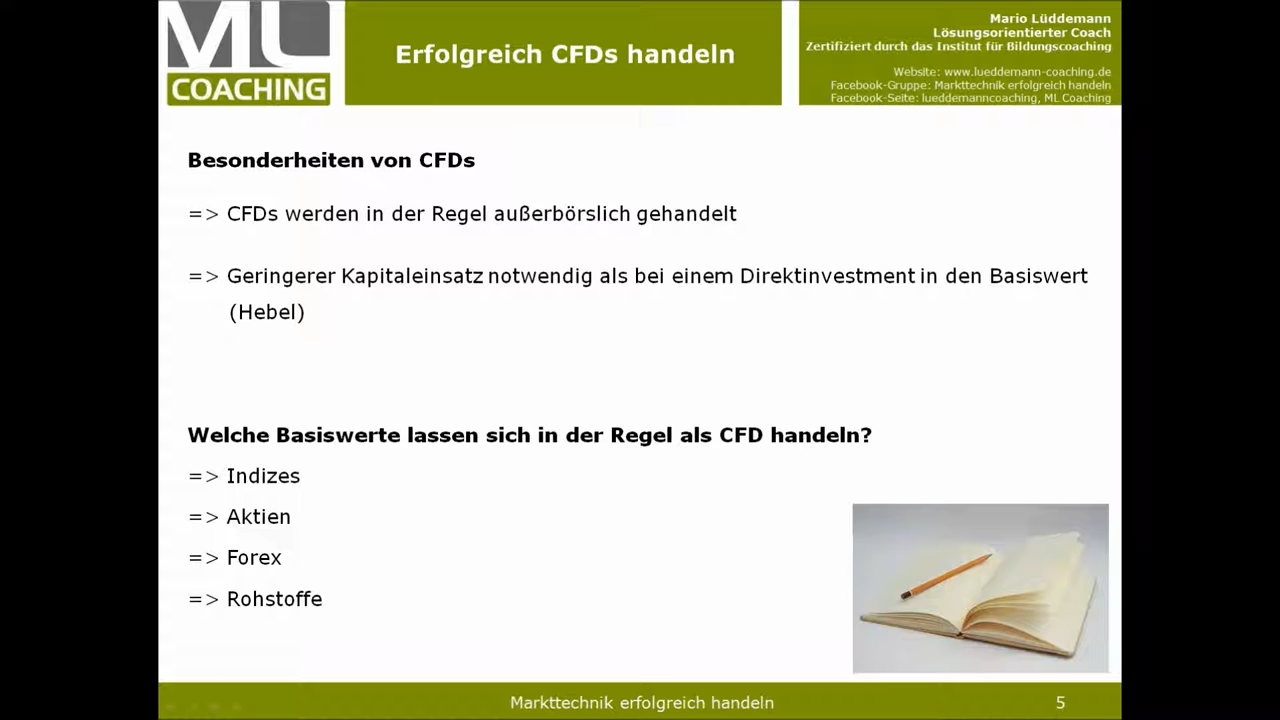 ML
COACHING
Erfolgreich CFDs handeln
Mario Lüddemann
Lösungsorientierter Coach
Zertifiziert durch das Institut für Bildungscoaching
Website: www.lueddemann-coaching.de
Facebook-Gruppe: Markttechnik erfolgreich handeln
Facebook-Seite: lueddemanncoaching, ML Coaching
Besonderheiten von CFDs
=> CFDs werden in der Regel außerbörslich gehandelt
=> Geringerer Kapitaleinsatz notwendig als bei einem Direktinvestment in den Basiswert
(Hebel)
Welche Basiswerte lassen sich in der Regel als CFD handeln?
=> Indizes
=> Aktien
=> Forex
=> Rohstoffe
Markttechnik erfolgreich handeln
5